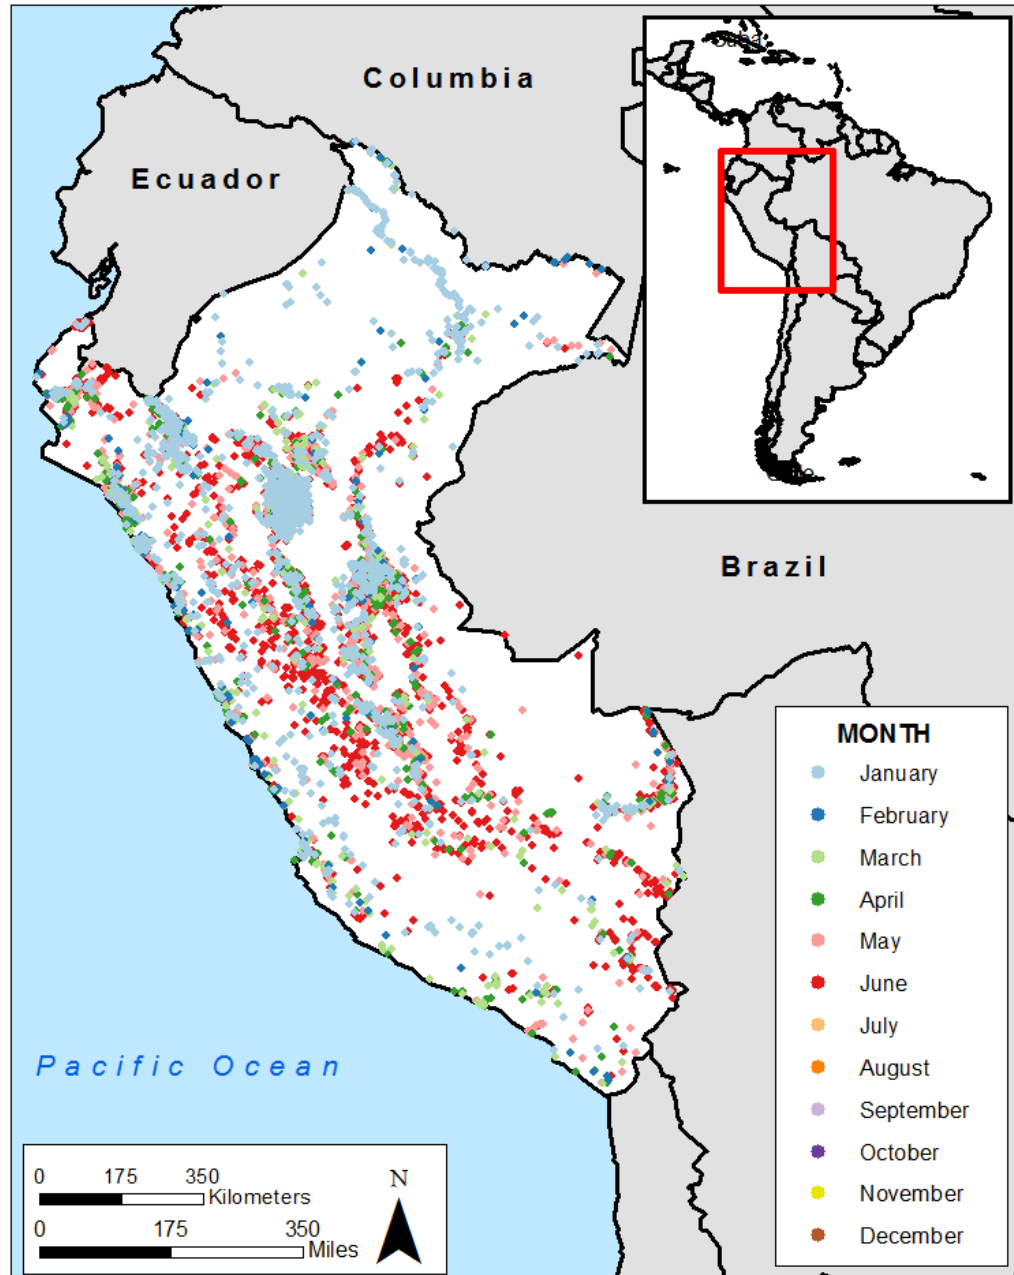 Columbia
Ecuador
Cuba
Brazil
MONTH
January
February
March
April
May
June
July
August
September
October
November
December
Pacific Ocean
0 175 350
Kilometers
0 175 350
Miles
N